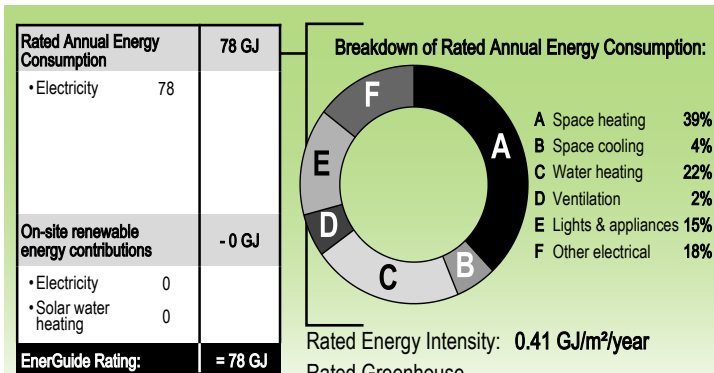 Rated Annual Energy
Consumption
78 GJ
• Electricity 78
On-site renewable
energy contributions
- 0 GJ
• Electricity 0
• Solar water
heating 0
EnerGuide Rating: = 78 GJ
Breakdown of Rated Annual Energy Consumption:
A
B
C
D
E
F
A Space heating 39%
B Space cooling 4%
C Water heating 22%
D Ventilation 2%
E Lights & appliances 15%
F Other electrical 18%
Rated Energy Intensity: 0.41 GJ/m²/year
Rated Greenhouse